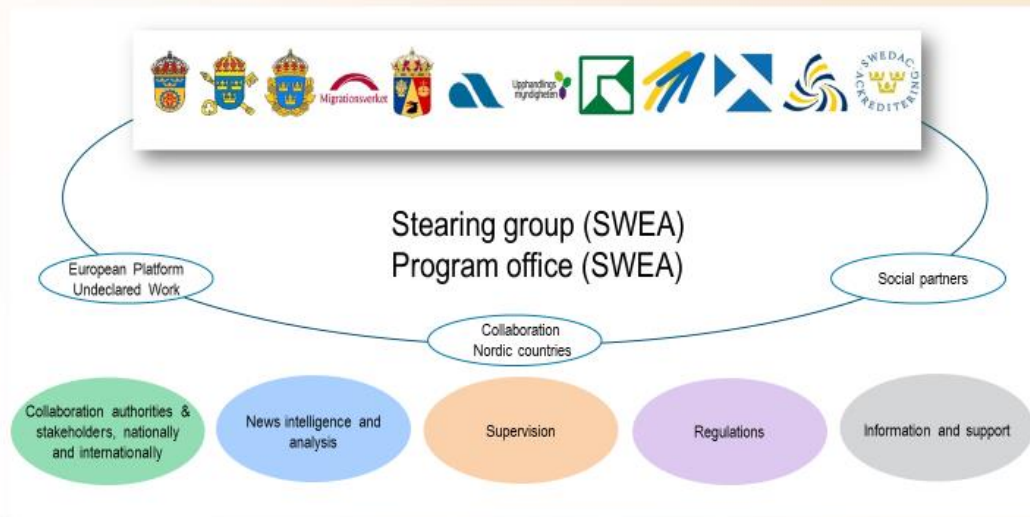 Migrationsverket
Upphandlings
myndigheten
SWEDAC
ACKREDITERING
Stearing group (SWEA)
Program office (SWEA)
European Platform
Undeclared Work
Social partners
Collaboration
Nordic countries
Collaboration authorities &
stakeholders, nationally
and internationally
News intelligence and
analysis
Supervision
Regulations
Information and support